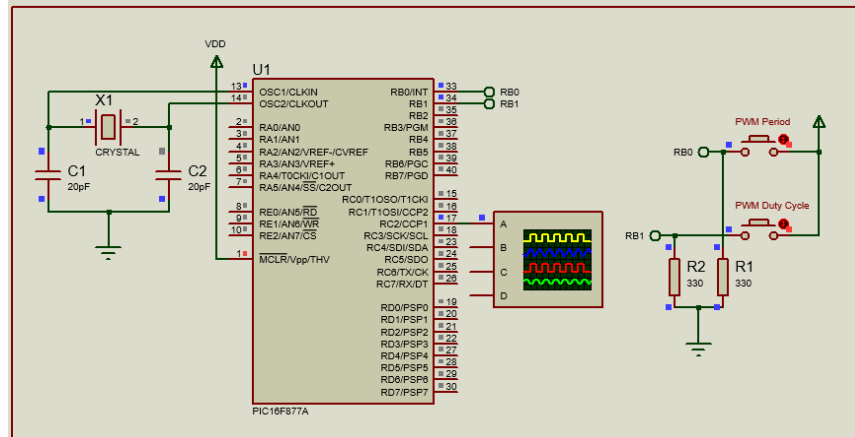 VDD
U1
X1
1
2
CRYSTAL
C1
20pF
C2
20pF
13
OSC1/CLKIN
14
OSC2/CLKOUT
2
RA0/AN0
3
RA1/AN1
4
RA2/AN2/VREF-/CVREF
5
RA3/AN3/VREF+
6
RA4/T0CKI/C1OUT
7
RA5/AN4/SS/C2OUT
8
RE0/AN5/RD
9
RE1/AN6/WR
10
RE2/AN7/CS
1
MCLR/Vpp/THV
RB0/INT
33
RB1
34
RB2
35
RB3/PGM
36
RB4
37
RB5
38
RB6/PGC
39
RB7/PGD
40
RC0/T1OSO/T1CKI
15
RC1/T1OSI/CCP2
16
RC2/CCP1
17
RC3/SCK/SCL
18
RC4/SDI/SDA
23
RC5/SDO
24
RC6/TX/CK
25
RC7/RX/DT
26
RD0/PSP0
19
RD1/PSP1
20
RD2/PSP2
21
RD3/PSP3
22
RD4/PSP4
27
RD5/PSP5
28
RD6/PSP6
29
RD7/PSP7
30
PIC16F877A
RB0
RB1
A
B
C
D
PWM Period
RB0
PWM Duty Cycle
RB1
R2
330
R1
330